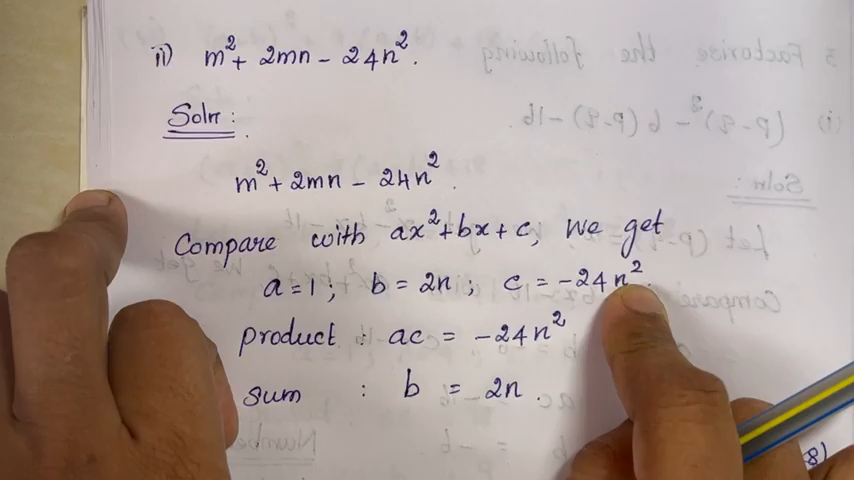 ii) m² + 2mn - 24n².
Soln :
m² + 2mn - 24n².
Compare with ax² + bx + c, we get
a = 1 ; b = 2n ; c = -24n².
product : ac = -24n²
sum : b = 2n.